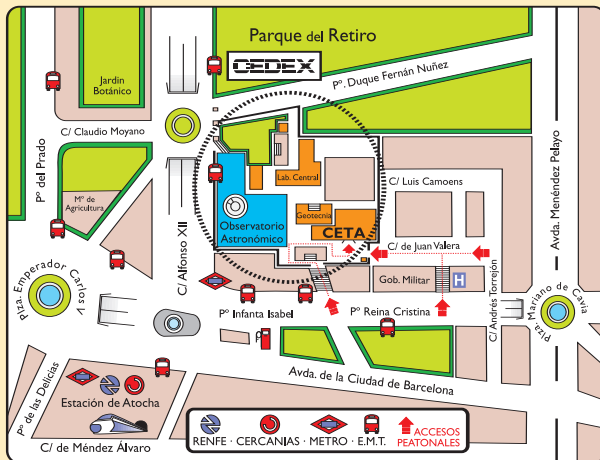 Parque del Retiro
CEDEX
Pº. Duque Fernán Nuñez
Jardin
Botánico
C/ Claudio Moyano
Pº del Prado
Mº de
Agricultura
C/ Alfonso XII
Lab. Central
Geotecnia
CETA
Observatorio
Astronómico
C/ Luis Camoens
C/ de Juan Valera
Gob. Militar
H
Avda. Menéndez Pelayo
C/ Andrés Torrejón
Plza. Mariano de Cavia
Plza. Emperador Carlos V
Pº Infanta Isabel
Pº Reina Cristina
Avda. de la Ciudad de Barcelona
Pº de las Delicias
Estación de Atocha
C/ de Méndez Álvaro
RENFE · CERCANIAS · METRO · E.M.T.
ACCESOS
PEATONALES